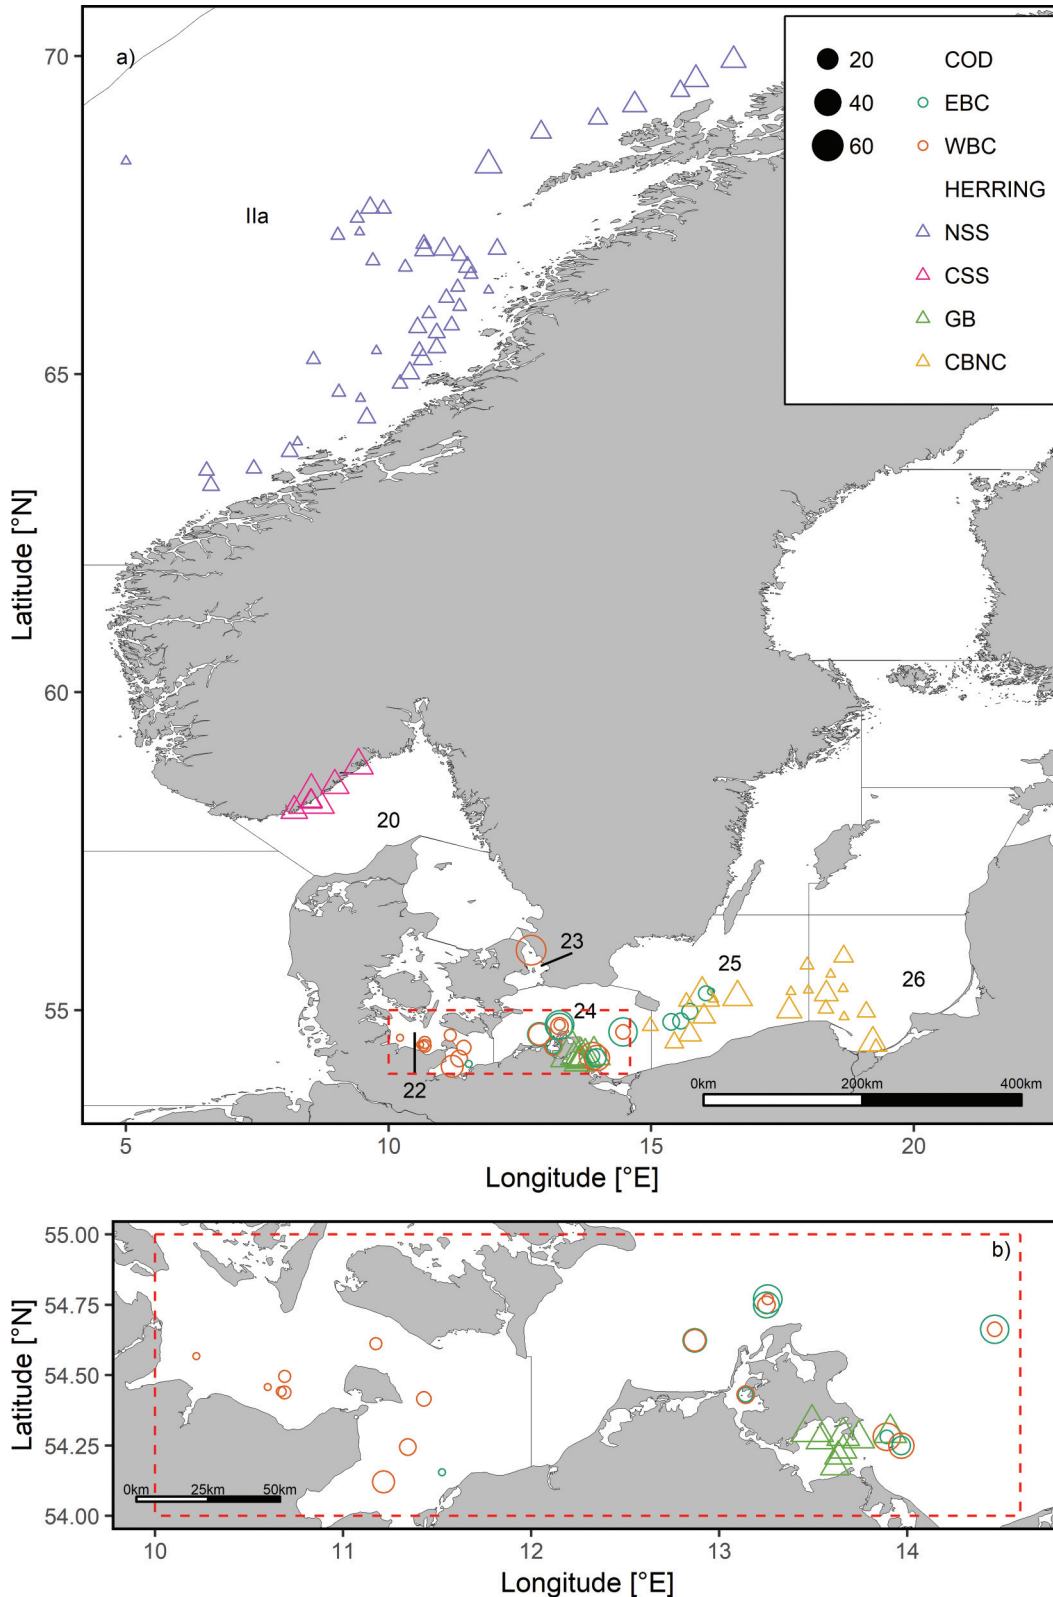 a)
70
65
60
55
Latitude [°N]
20
40
60
COD
EBC
WBC
HERRING
NSS
CSS
GB
CBNC
IIa
20
23
24
25
26
22
0km
200km
400km
5
10
15
20
Longitude [°E]
b)
55.00
54.75
54.50
54.25
54.00
Latitude [°N]
0km
25km
50km
10
11
12
13
14
Longitude [°E]